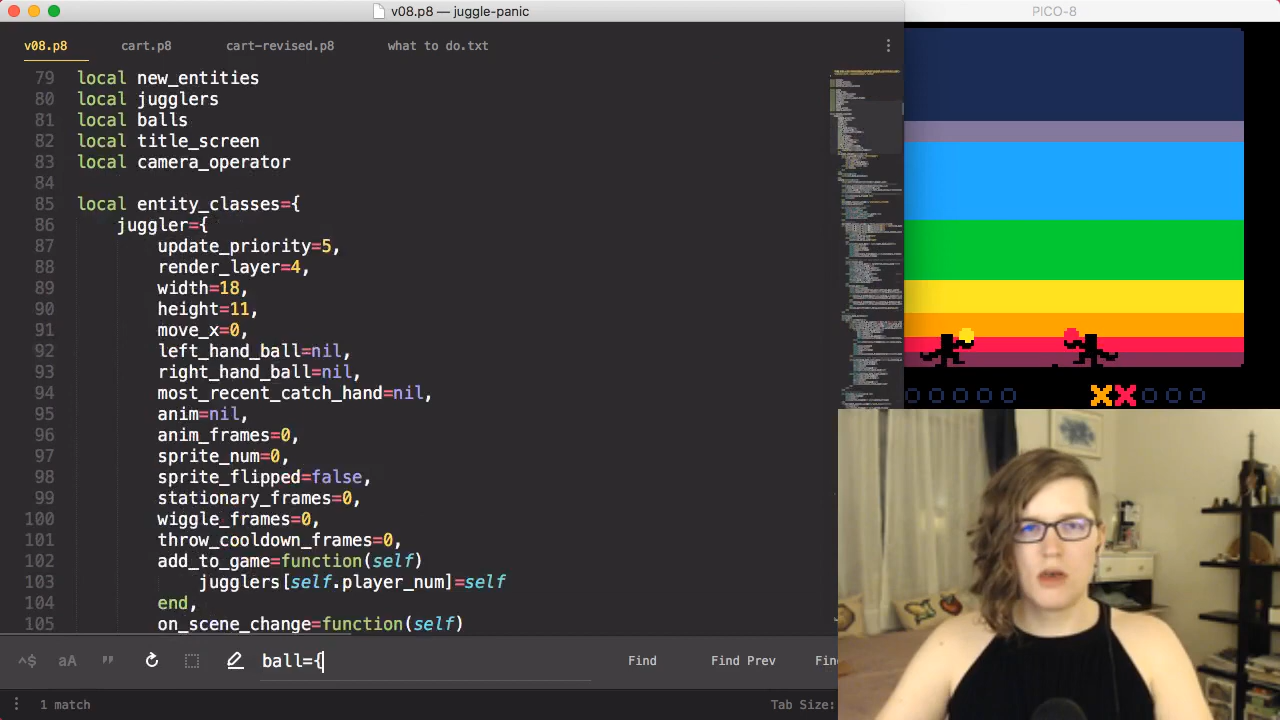 v08.p8 — juggle-panic
PICO-8
v08.p8 cart.p8 cart-revised.p8 what to do.txt
79 local new_entities
80 local jugglers
81 local balls
82 local title_screen
83 local camera_operator
84
85 local entity_classes={
86 juggler={
87 update_priority=5,
88 render_layer=4,
89 width=18,
90 height=11,
91 move_x=0,
92 left_hand_ball=nil,
93 right_hand_ball=nil,
94 most_recent_catch_hand=nil,
95 anim=nil,
96 anim_frames=0,
97 sprite_num=0,
98 sprite_flipped=false,
99 stationary_frames=0,
100 wiggle_frames=0,
101 throw_cooldown_frames=0,
102 add_to_game=function(self)
103 jugglers[self.player_num]=self
104 end,
105 on_scene_change=function(self)
ball={ Find Find Prev Fin
1 match Tab Size: